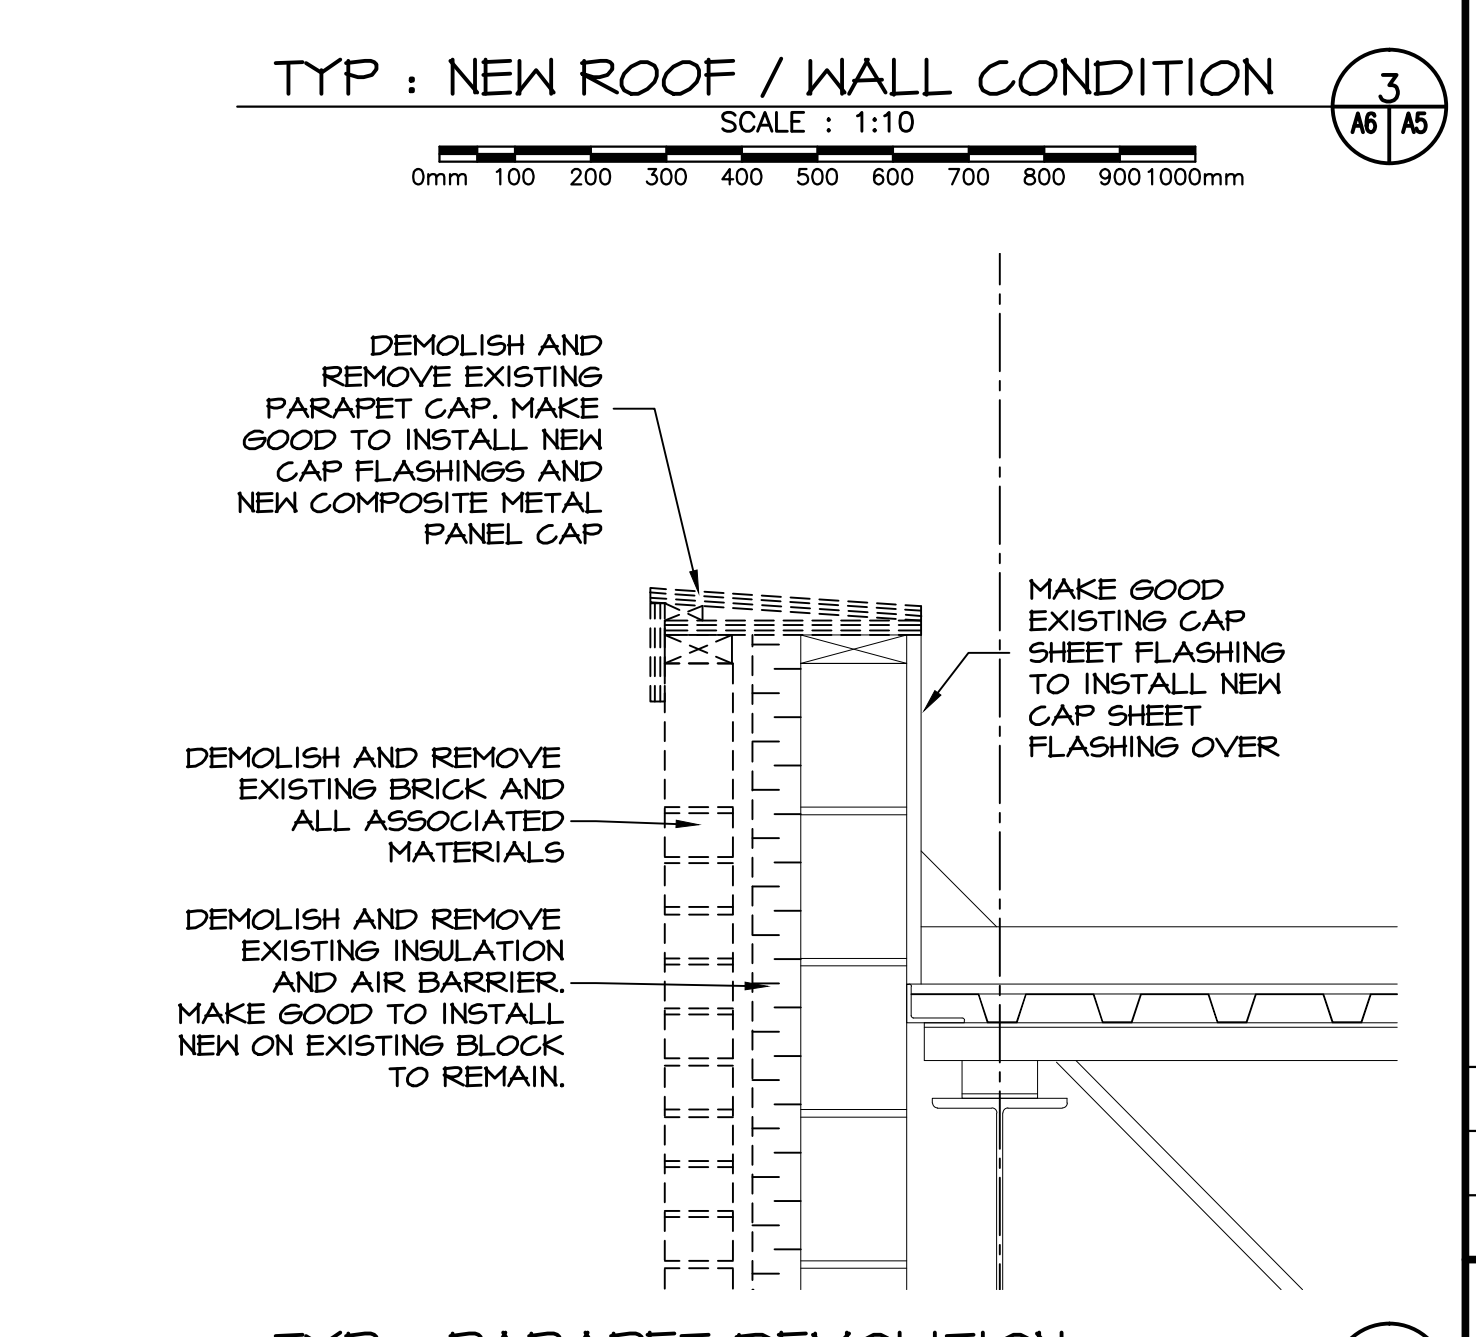 TYP : NEW ROOF / WALL CONDITION
3
A6 A5
SCALE : 1:10
0mm 100 200 300 400 500 600 700 800 900 1000mm
DEMOLISH AND
REMOVE EXISTING
PARAPET CAP. MAKE
GOOD TO INSTALL NEW
CAP FLASHINGS AND
NEW COMPOSITE METAL
PANEL CAP
MAKE GOOD
EXISTING CAP
SHEET FLASHING
TO INSTALL NEW
CAP SHEET
FLASHING OVER
DEMOLISH AND REMOVE
EXISTING BRICK AND
ALL ASSOCIATED
MATERIALS
DEMOLISH AND REMOVE
EXISTING INSULATION
AND AIR BARRIER.
MAKE GOOD TO INSTALL
NEW ON EXISTING BLOCK
TO REMAIN.
TYP : PARAPET DEMOLITION